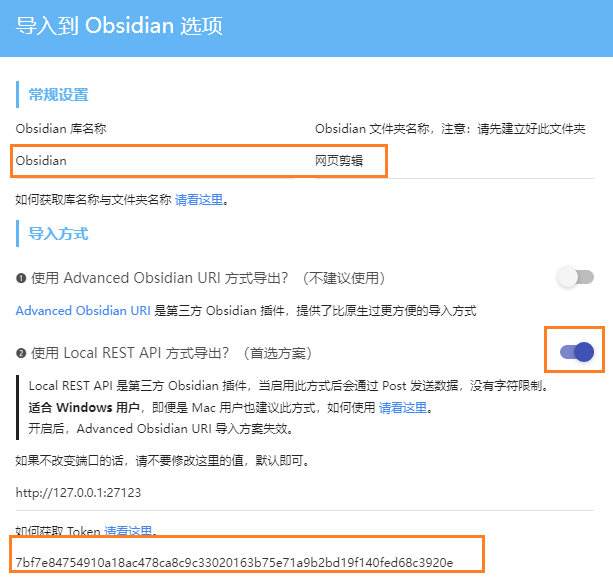 导入到 Obsidian 选项
常规设置
Obsidian 库名称
Obsidian 文件夹名称，注意：请先建立好此文件夹
Obsidian
网页剪辑
如何获取库名称与文件夹名称 请看这里。
导入方式
❶ 使用 Advanced Obsidian URI 方式导出？（不建议使用）
Advanced Obsidian URI 是第三方 Obsidian 插件，提供了比原生过更方便的导入方式
❷ 使用 Local REST API 方式导出？（首选方案）
Local REST API 是第三方 Obsidian 插件，当启用此方式后会通过 Post 发送数据，没有字符限制。
适合 Windows 用户，即便是 Mac 用户也建议此方式，如何使用 请看这里。
开启后，Advanced Obsidian URI 导入方案失效。
如果不改变端口的话，请不要修改这里的值，默认即可。
http://127.0.0.1:27123
如何获取 Token 请看这里。
7bf7e84754910a18ac478ca8c9c33020163b75e71a9b2bd19f140fed68c3920e